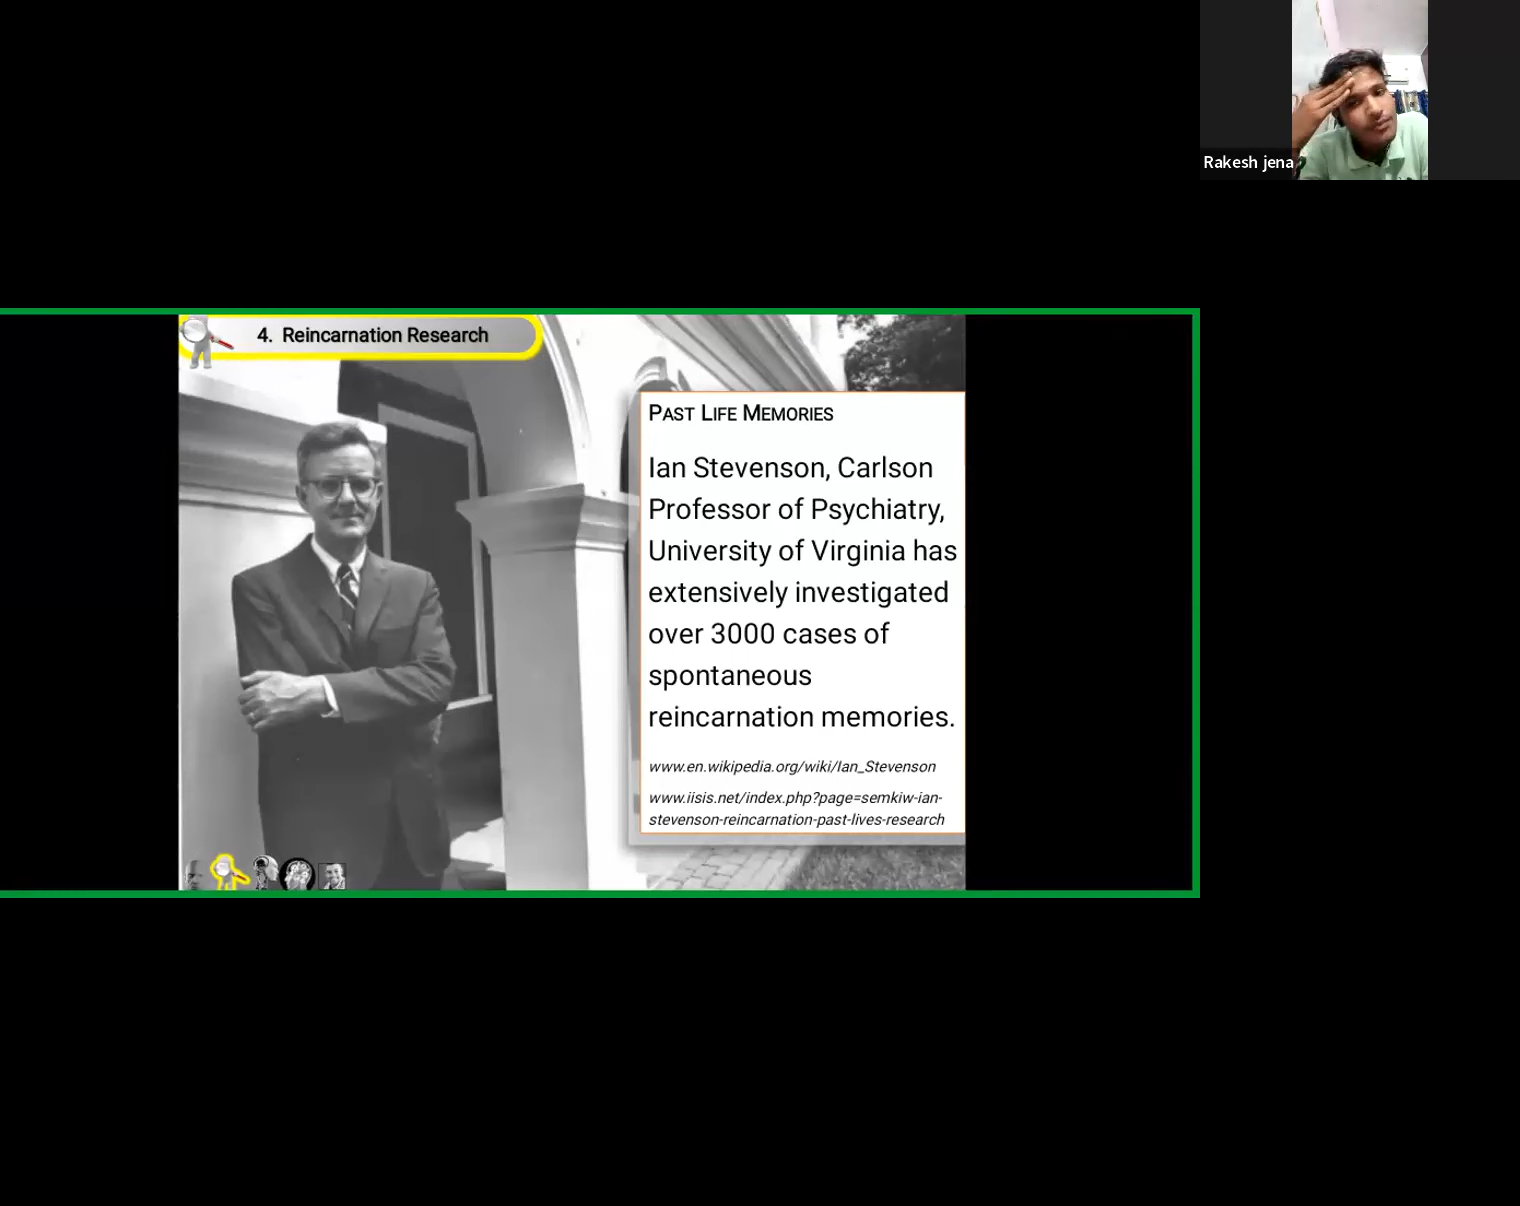 Rakesh jena
4. Reincarnation Research
PAST LIFE MEMORIES
Ian Stevenson, Carlson
Professor of Psychiatry,
University of Virginia has
extensively investigated
over 3000 cases of
spontaneous
reincarnation memories.
www.en.wikipedia.org/wiki/Ian_Stevenson
www.iisis.net/index.php?page=semkiw-ian-
stevenson-reincarnation-past-lives-research